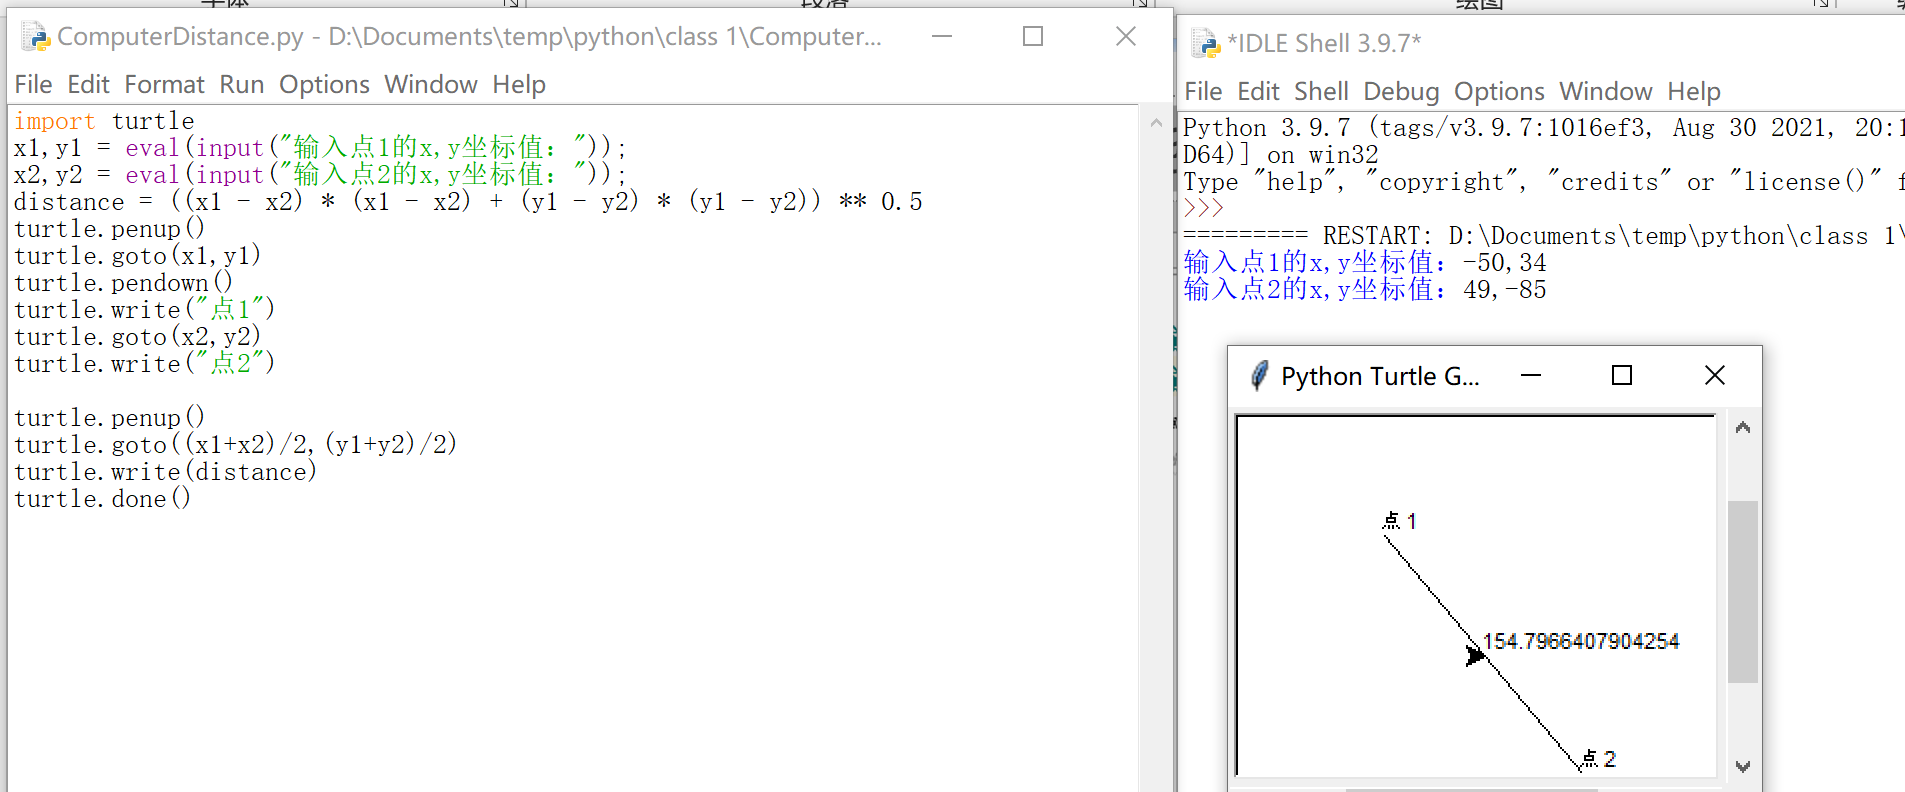 字体
段落
绘图
ComputerDistance.py - D:\Documents\temp\python\class 1\Computer...
File Edit Format Run Options Window Help
import turtle
x1,y1 = eval(input("输入点1的x,y坐标值："));
x2,y2 = eval(input("输入点2的x,y坐标值："));
distance = ((x1 - x2) * (x1 - x2) + (y1 - y2) * (y1 - y2)) ** 0.5
turtle.penup()
turtle.goto(x1,y1)
turtle.pendown()
turtle.write("点1")
turtle.goto(x2,y2)
turtle.write("点2")
turtle.penup()
turtle.goto((x1+x2)/2,(y1+y2)/2)
turtle.write(distance)
turtle.done()
*IDLE Shell 3.9.7*
File Edit Shell Debug Options Window Help
Python 3.9.7 (tags/v3.9.7:1016ef3, Aug 30 2021, 20:1
D64)] on win32
Type "help", "copyright", "credits" or "license()" f
>>>
========= RESTART: D:\Documents\temp\python\class 1\
输入点1的x,y坐标值：-50,34
输入点2的x,y坐标值：49,-85
Python Turtle G...
点 1
154.7966407904254
点 2